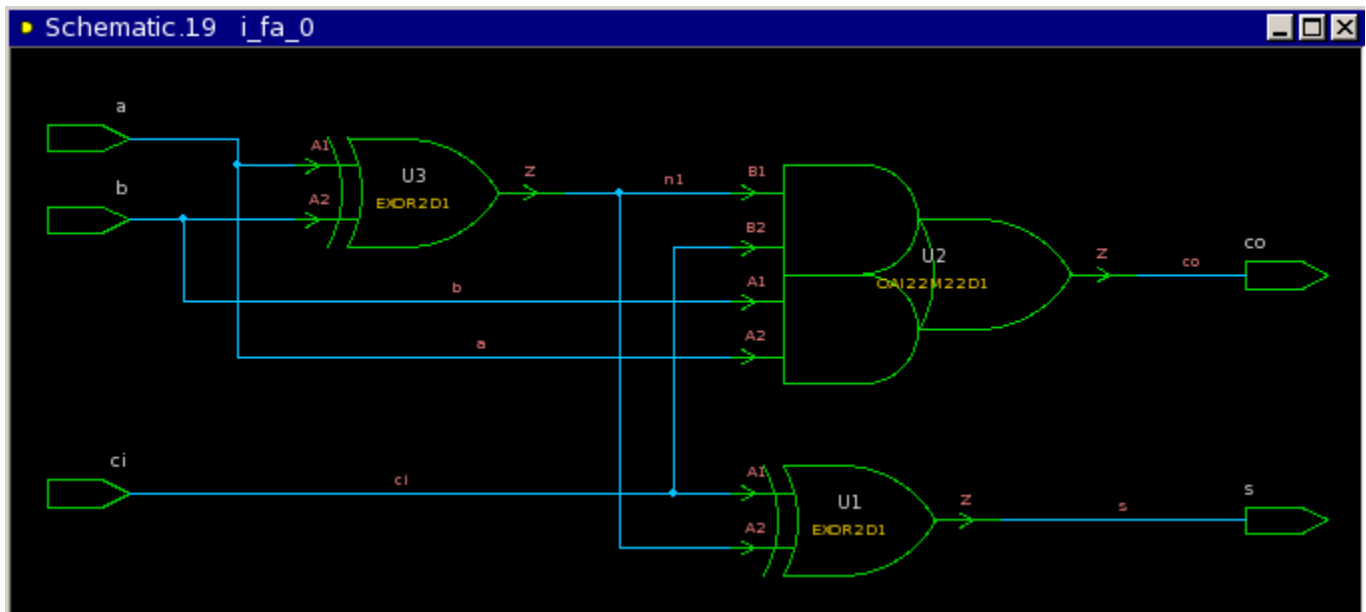 Schematic.19 i_fa_0
a
A1
U3
EXOR2D1
A2
Z
b
n1
B1
B2
A1
A2
b
a
U2
OAI22M22D1
Z
co
co
ci
ci
A1
A2
U1
EXOR2D1
Z
s
s